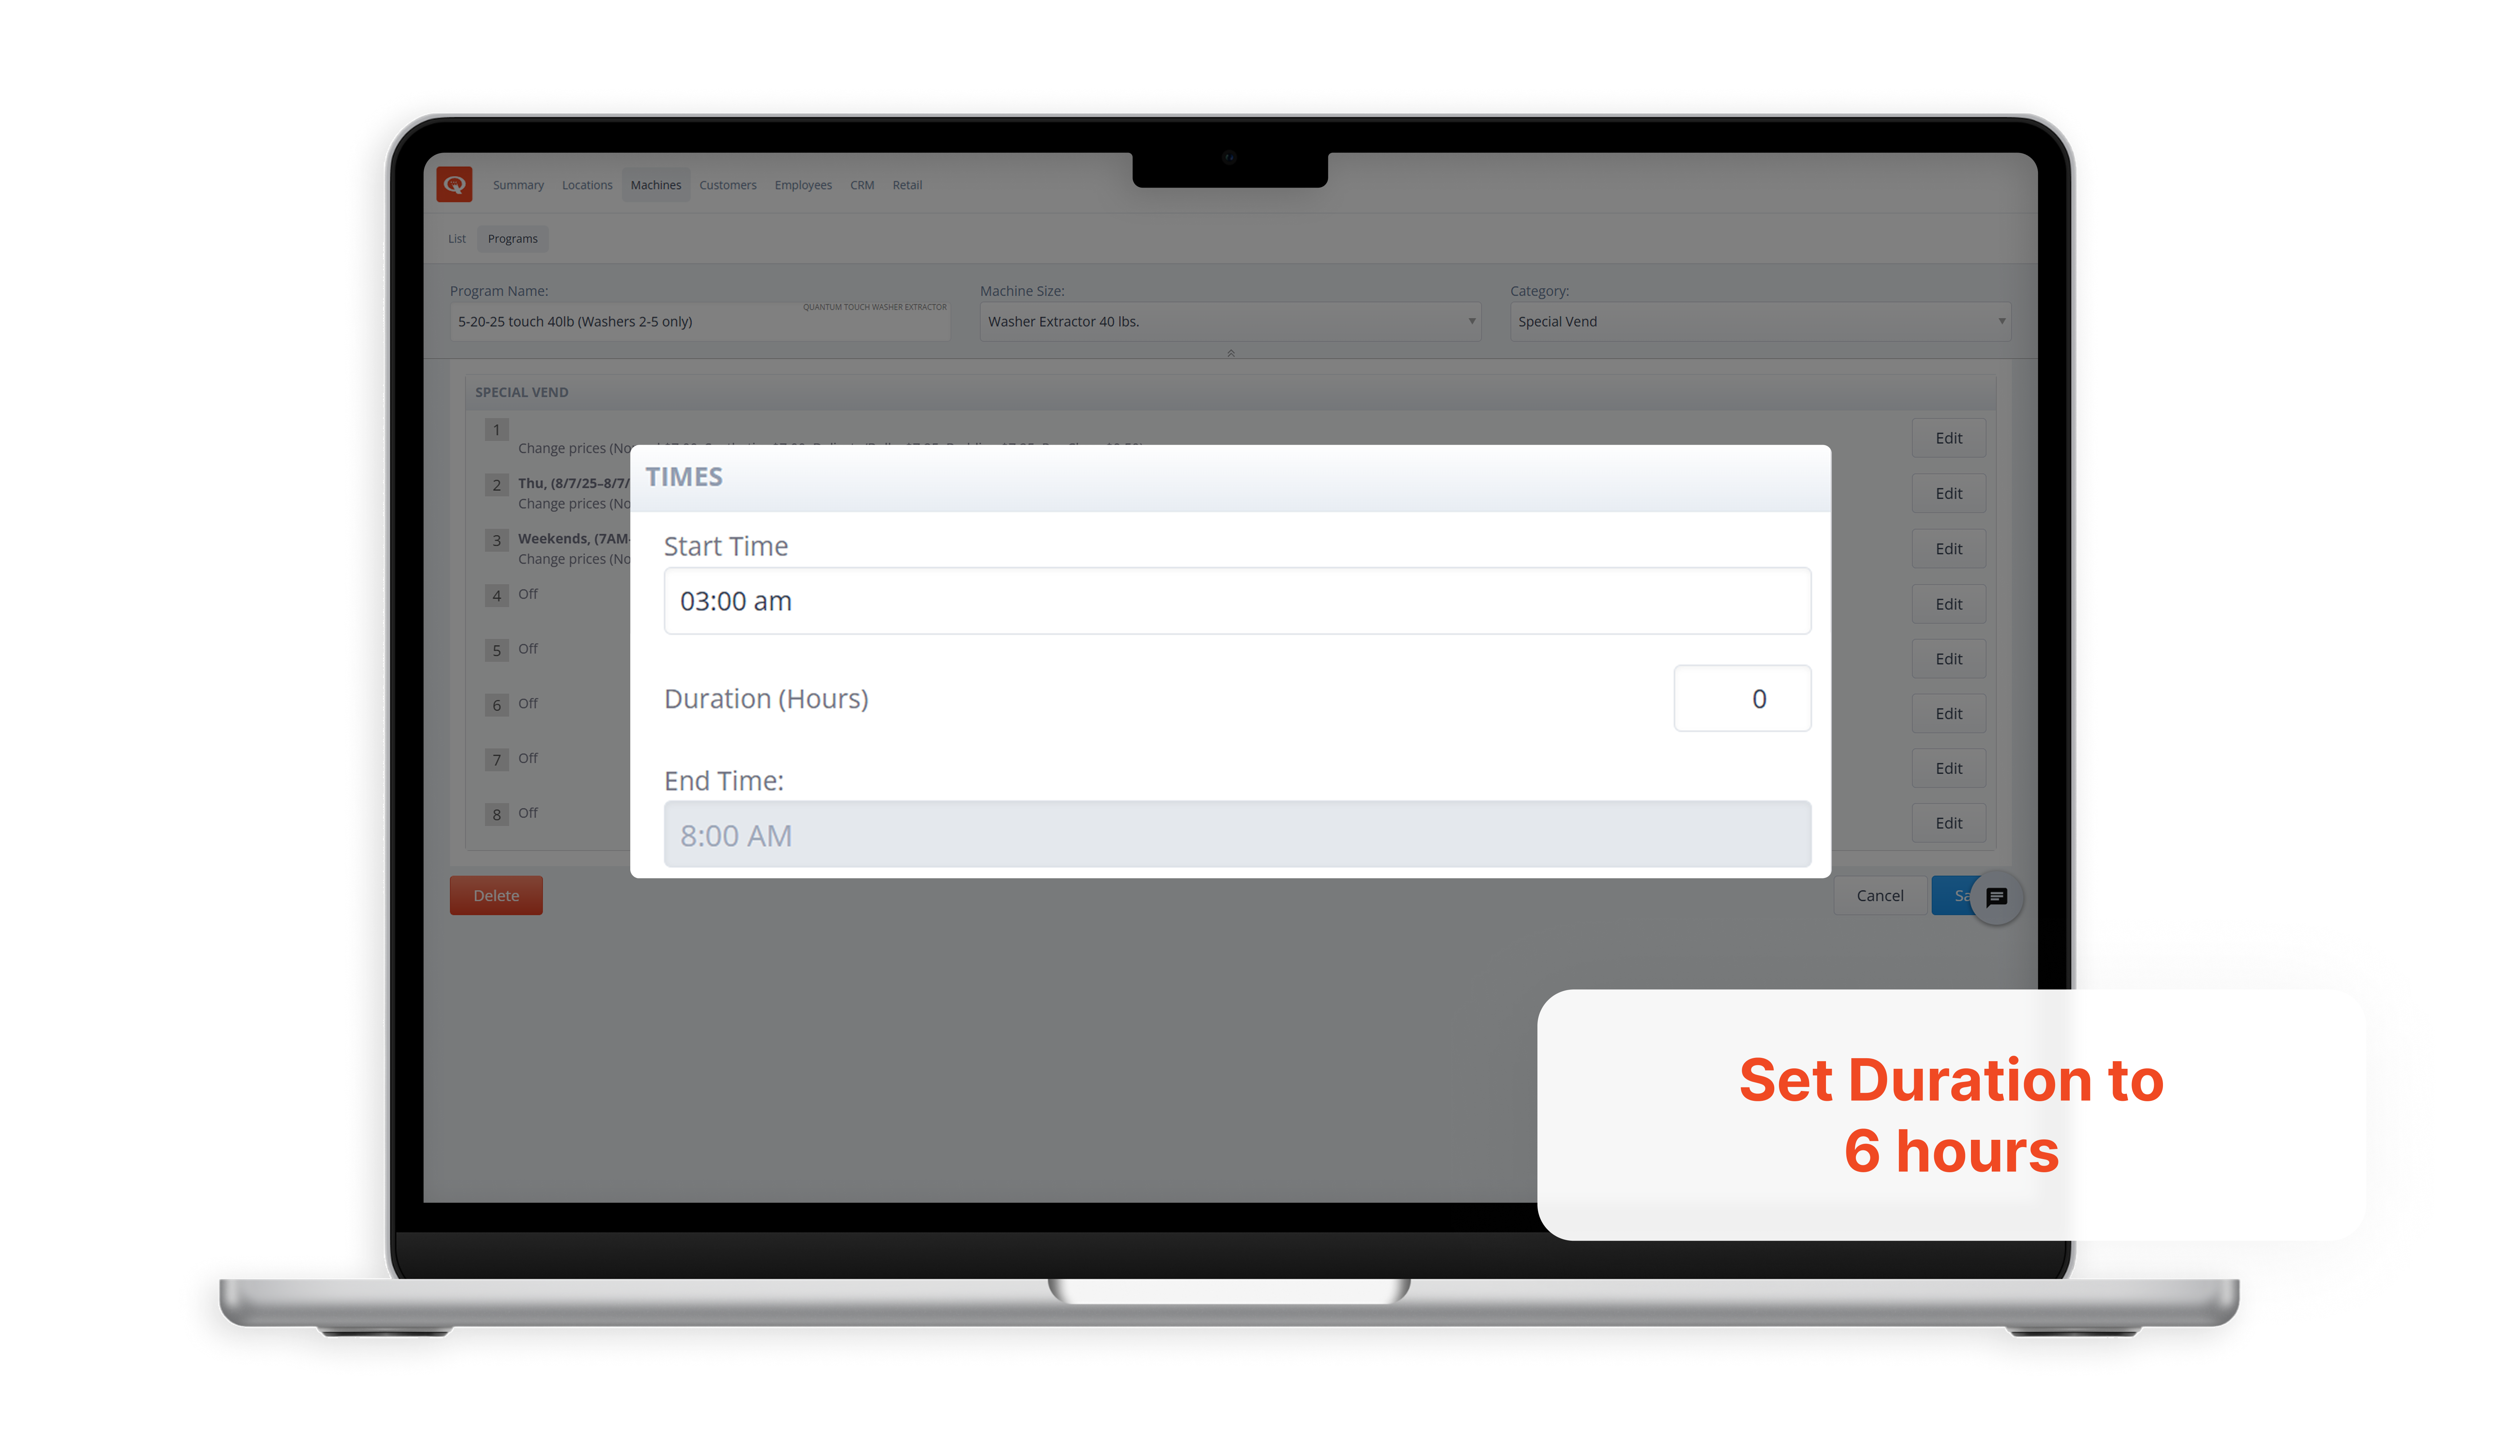 Summary Locations Machines Customers Employees CRM Retail
List Programs
Program Name: Machine Size: Category:
QUANTUM TOUCH WASHER EXTRACTOR
5-20-25 touch 40lb (Washers 2-5 only) Washer Extractor 40 lbs. Special Vend
SPECIAL VEND
1 Edit
Change prices
2 Thu, (8/7/25–8/7/ Edit
Change prices
3 Weekends, (7AM- Edit
Change prices
4 Off Edit
5 Off Edit
6 Off Edit
7 Off Edit
8 Off Edit
TIMES
Start Time
03:00 am
Duration (Hours) 0
End Time:
8:00 AM
Delete Cancel Sa
Set Duration to
6 hours